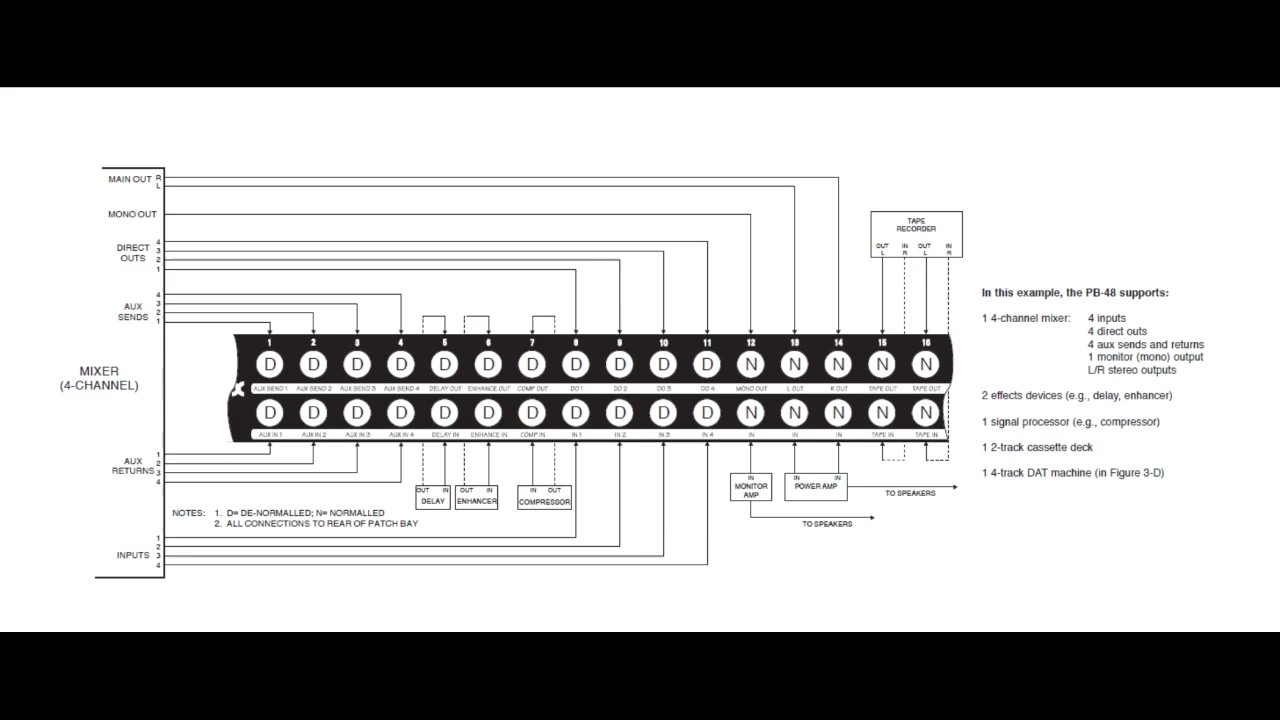 MAIN OUT R
L
MONO OUT
DIRECT OUTS
4
3
2
1
AUX SENDS
4
3
2
1
MIXER
(4-CHANNEL)
TAPE
RECORDER
OUT IN OUT IN
L R L R
1 2 3 4 5 6 7 8 9 10 11 12 13 14 15 16
D D D D D D D D D D D N N N N N
AUX SEND 1 AUX SEND 2 AUX SEND 3 AUX SEND 4 DELAY OUT ENHANCE OUT COMP OUT DO 1 DO 2 DO 3 DO 4 MONO OUT L OUT R OUT TAPE OUT TAPE OUT
D D D D D D D D D D D N N N N N
AUX IN 1 AUX IN 2 AUX IN 3 AUX IN 4 DELAY IN ENHANCE IN COMP IN IN 1 IN 2 IN 3 IN 4 IN IN IN TAPE IN TAPE IN
AUX
RETURNS
1
2
3
4
OUT IN
DELAY
OUT IN
ENHANCER
IN OUT
COMPRESSOR
IN
MONITOR
AMP
IN IN
POWER AMP
TO SPEAKERS
TO SPEAKERS
NOTES: 1. D= DE-NORMALLED; N= NORMALLED
2. ALL CONNECTIONS TO REAR OF PATCH BAY
INPUTS
1
2
3
4
In this example, the PB-48 supports:
1 4-channel mixer: 4 inputs
4 direct outs
4 aux sends and returns
1 monitor (mono) output
L/R stereo outputs
2 effects devices (e.g., delay, enhancer)
1 signal processor (e.g., compressor)
1 2-track cassette deck
1 4-track DAT machine (in Figure 3-D)